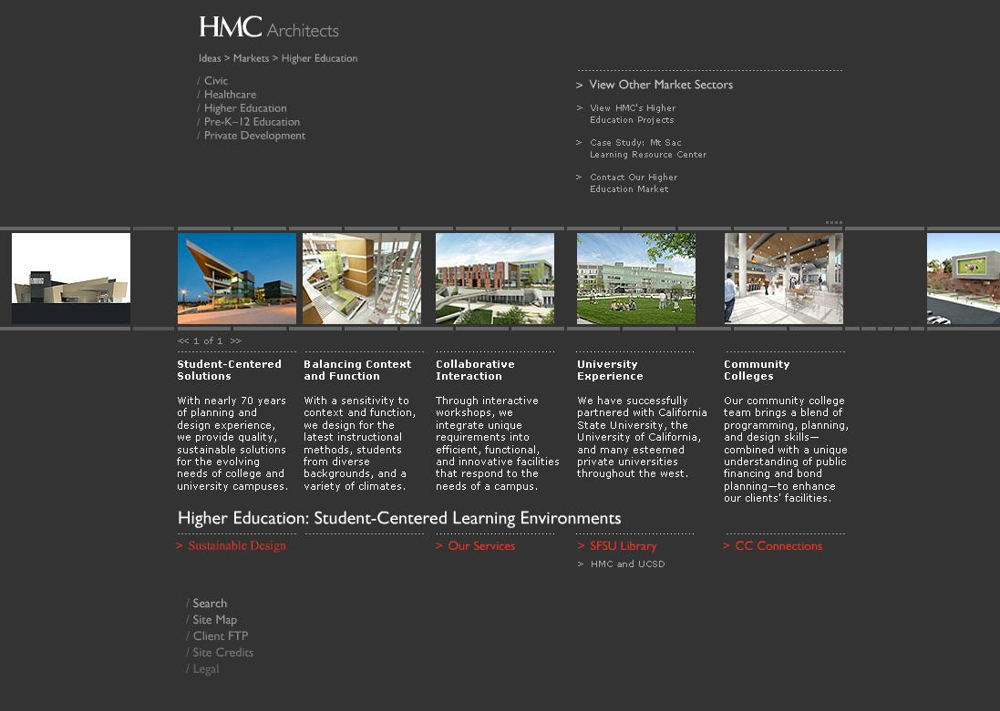 HMC Architects
Ideas > Markets > Higher Education
/ Civic
/ Healthcare
/ Higher Education
/ Pre-K–12 Education
/ Private Development
> View Other Market Sectors
> View HMC's Higher
Education Projects
> Case Study: Mt Sac
Learning Resource Center
> Contact Our Higher
Education Market
<< 1 of 1 >>
Student-Centered
Solutions
With nearly 70 years
of planning and
design experience,
we provide quality,
sustainable solutions
for the evolving
needs of college and
university campuses.
Balancing Context
and Function
With a sensitivity to
context and function,
we design for the
latest instructional
methods, students
from diverse
backgrounds, and a
variety of climates.
Collaborative
Interaction
Through interactive
workshops, we
integrate unique
requirements into
efficient, functional,
and innovative facilities
that respond to the
needs of a campus.
University
Experience
We have successfully
partnered with California
State University, the
University of California,
and many esteemed
private universities
throughout the west.
Community
Colleges
Our community college
team brings a blend of
programming, planning,
and design skills—
combined with a unique
understanding of public
financing and bond
planning—to enhance
our clients' facilities.
Higher Education: Student-Centered Learning Environments
> Sustainable Design
> Our Services
> SFSU Library
> HMC and UCSD
> CC Connections
/ Search
/ Site Map
/ Client FTP
/ Site Credits
/ Legal